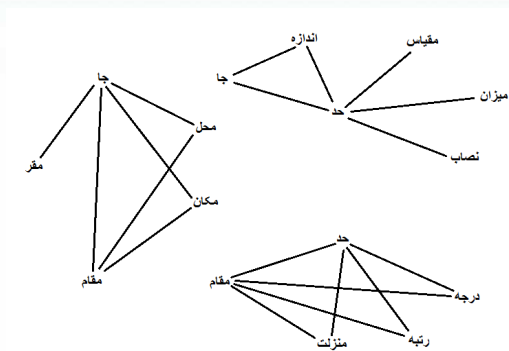 اندازه
مقیاس
جا
جا
میزان
حد
محل
نصاب
مقر
مکان
حد
مقام
مقام
درجه
رتبه
منزلت